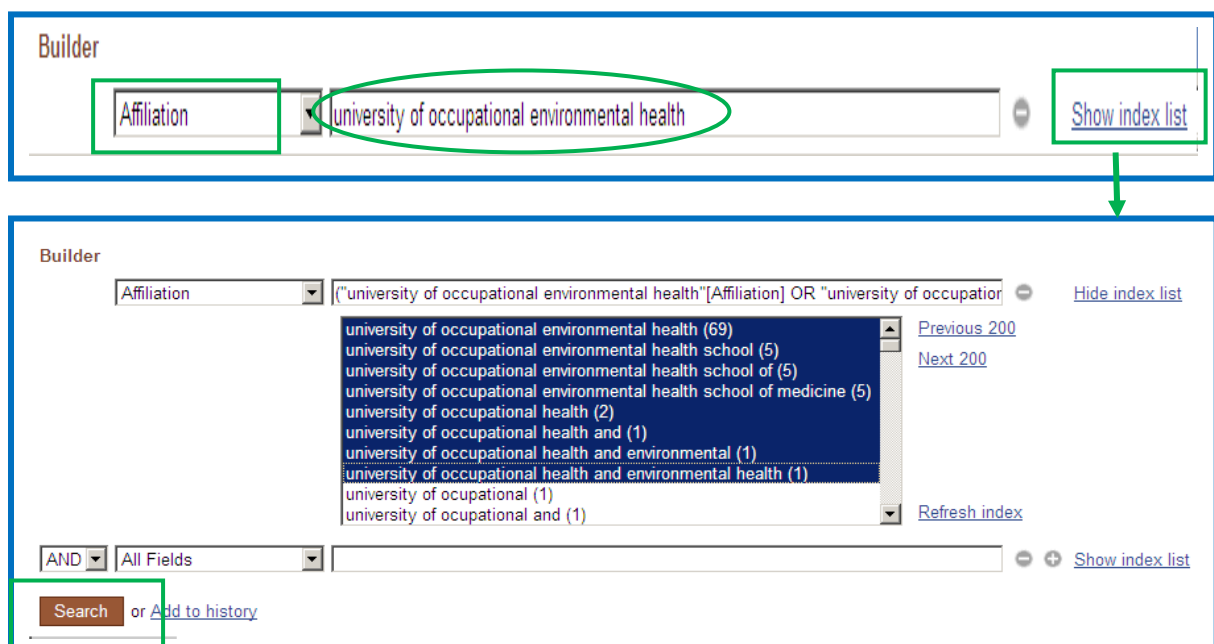 Builder
Affiliation university of occupational environmental health Show index list
Builder
Affiliation ("university of occupational environmental health"[Affiliation] OR "university of occupation Hide index list
university of occupational environmental health (69) Previous 200
university of occupational environmental health school (5)
university of occupational environmental health school of (5) Next 200
university of occupational environmental health school of medicine (5)
university of occupational health (2)
university of occupational health and (1)
university of occupational health and environmental (1)
university of occupational health and environmental health (1)
university of ocupational (1)
university of ocupational and (1) Refresh index
AND All Fields Show index list
Search or Add to history